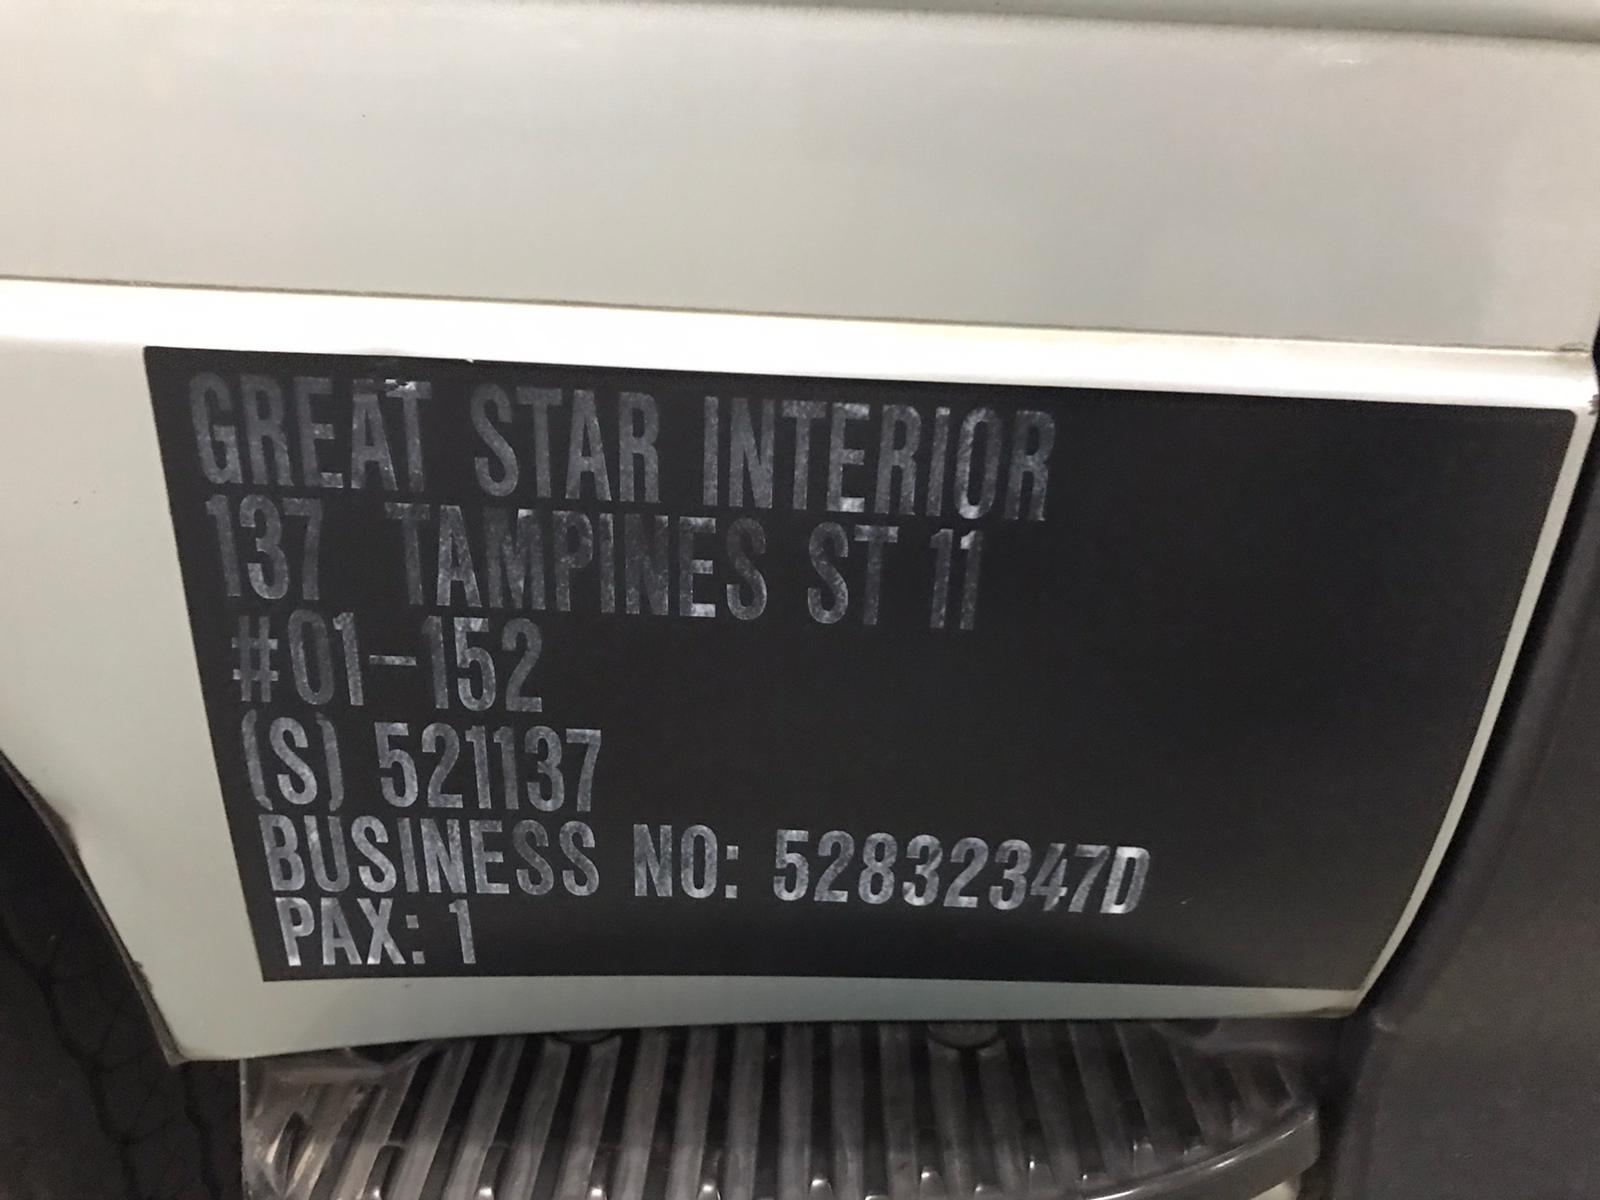 GREAT STAR INTERIOR
137 TAMPINES ST 11
#01-152
(S) 521137
BUSINESS NO: 52832347D
PAX: 1